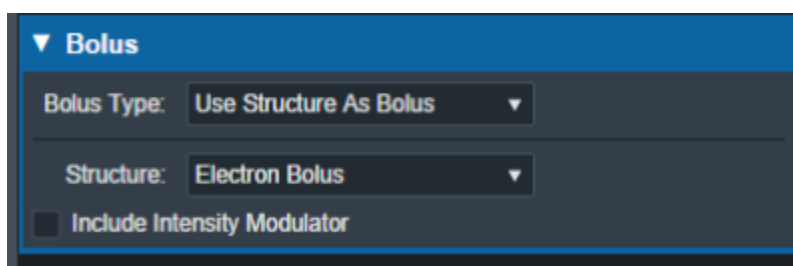 Bolus
Bolus Type: Use Structure As Bolus
Structure: Electron Bolus
Include Intensity Modulator